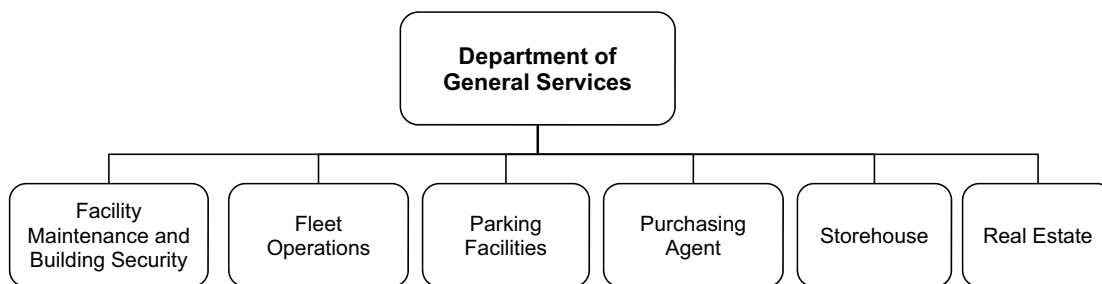 Department of
General Services
Facility
Maintenance and
Building Security
Fleet
Operations
Parking
Facilities
Purchasing
Agent
Storehouse
Real Estate